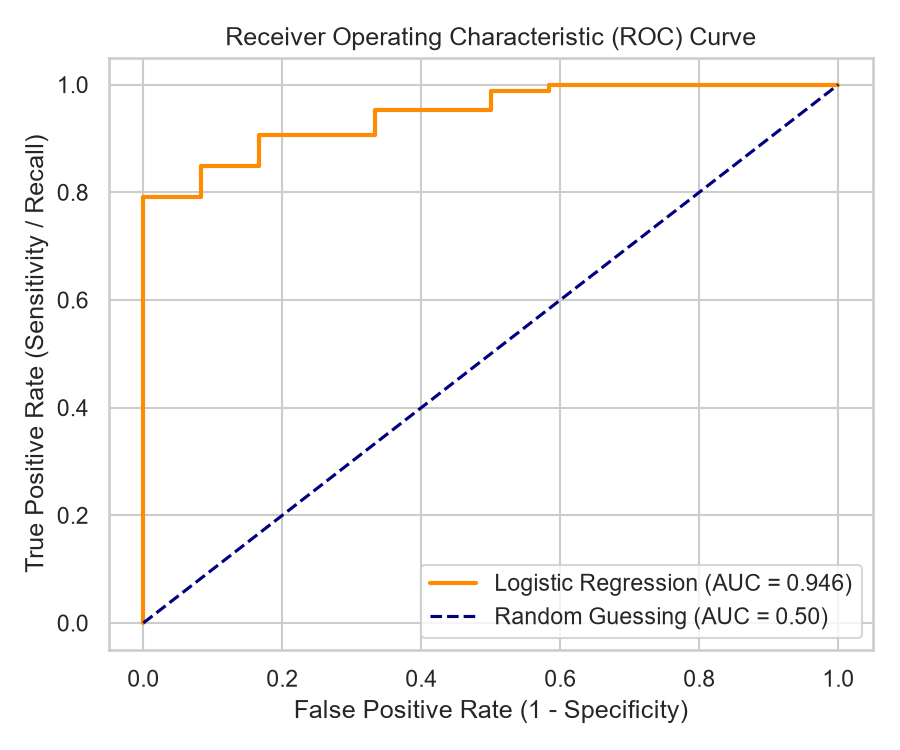 Receiver Operating Characteristic (ROC) Curve
True Positive Rate (Sensitivity / Recall)
1.0
0.8
0.6
0.4
0.2
0.0
Logistic Regression (AUC = 0.946)
Random Guessing (AUC = 0.50)
0.0 0.2 0.4 0.6 0.8 1.0
False Positive Rate (1 - Specificity)